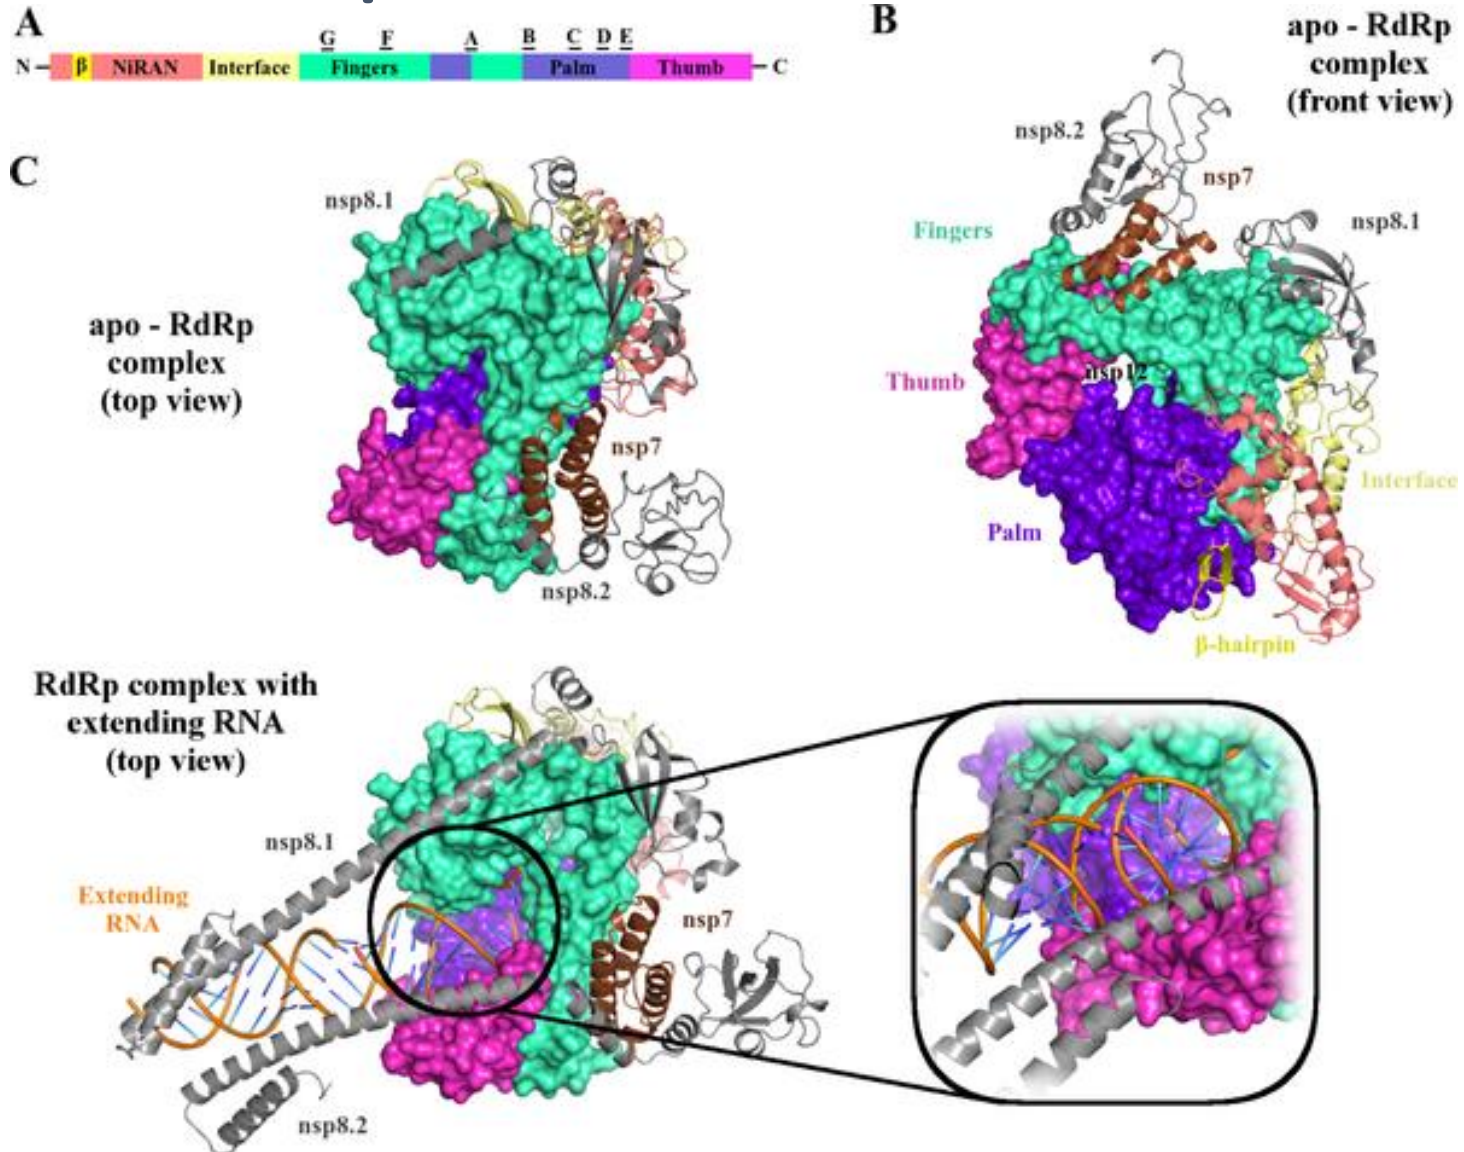 A
G F A B C D E
N β NiRAN Interface Fingers Palm Thumb C
B
apo - RdRp
complex
(front view)
nsp8.2
nsp7
nsp8.1
Fingers
Thumb
nsp12
Interface
Palm
β-hairpin
C
nsp8.1
apo - RdRp
complex
(top view)
nsp7
nsp8.2
RdRp complex with
extending RNA
(top view)
nsp8.1
Extending
RNA
nsp7
nsp8.2